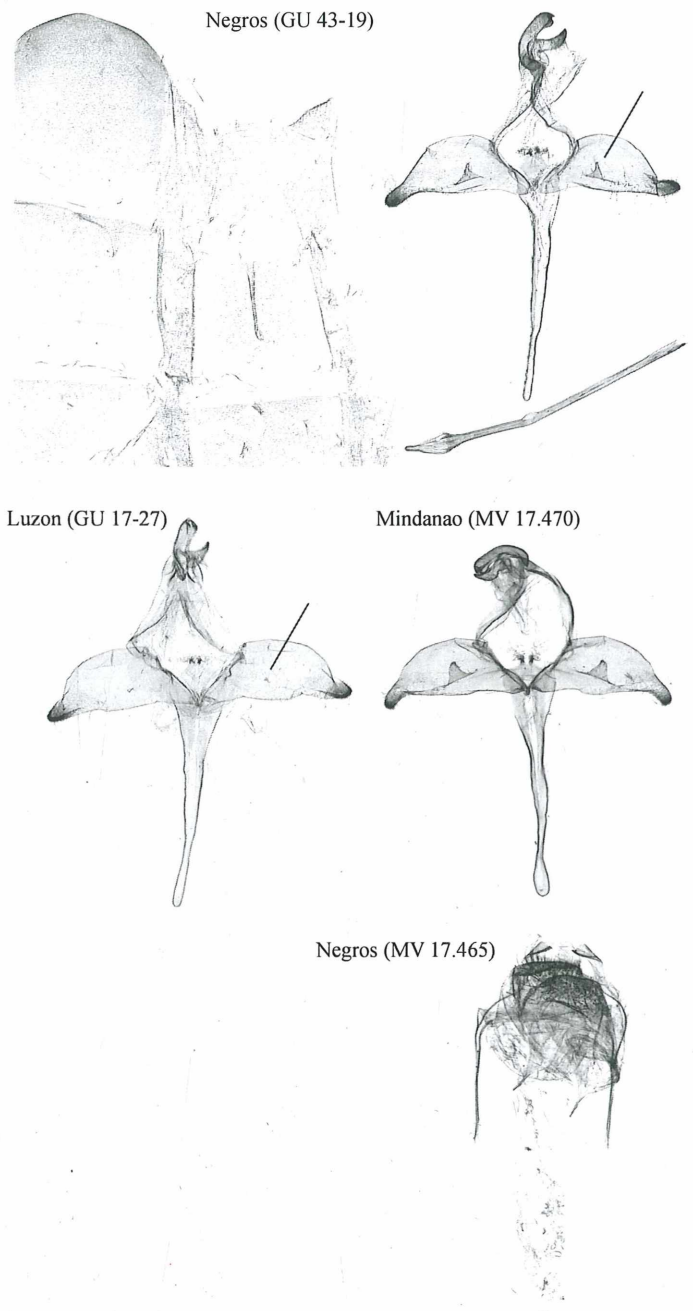 Negros (GU 43-19)
Luzon (GU 17-27)
Mindanao (MV 17.470)
Negros (MV 17.465)